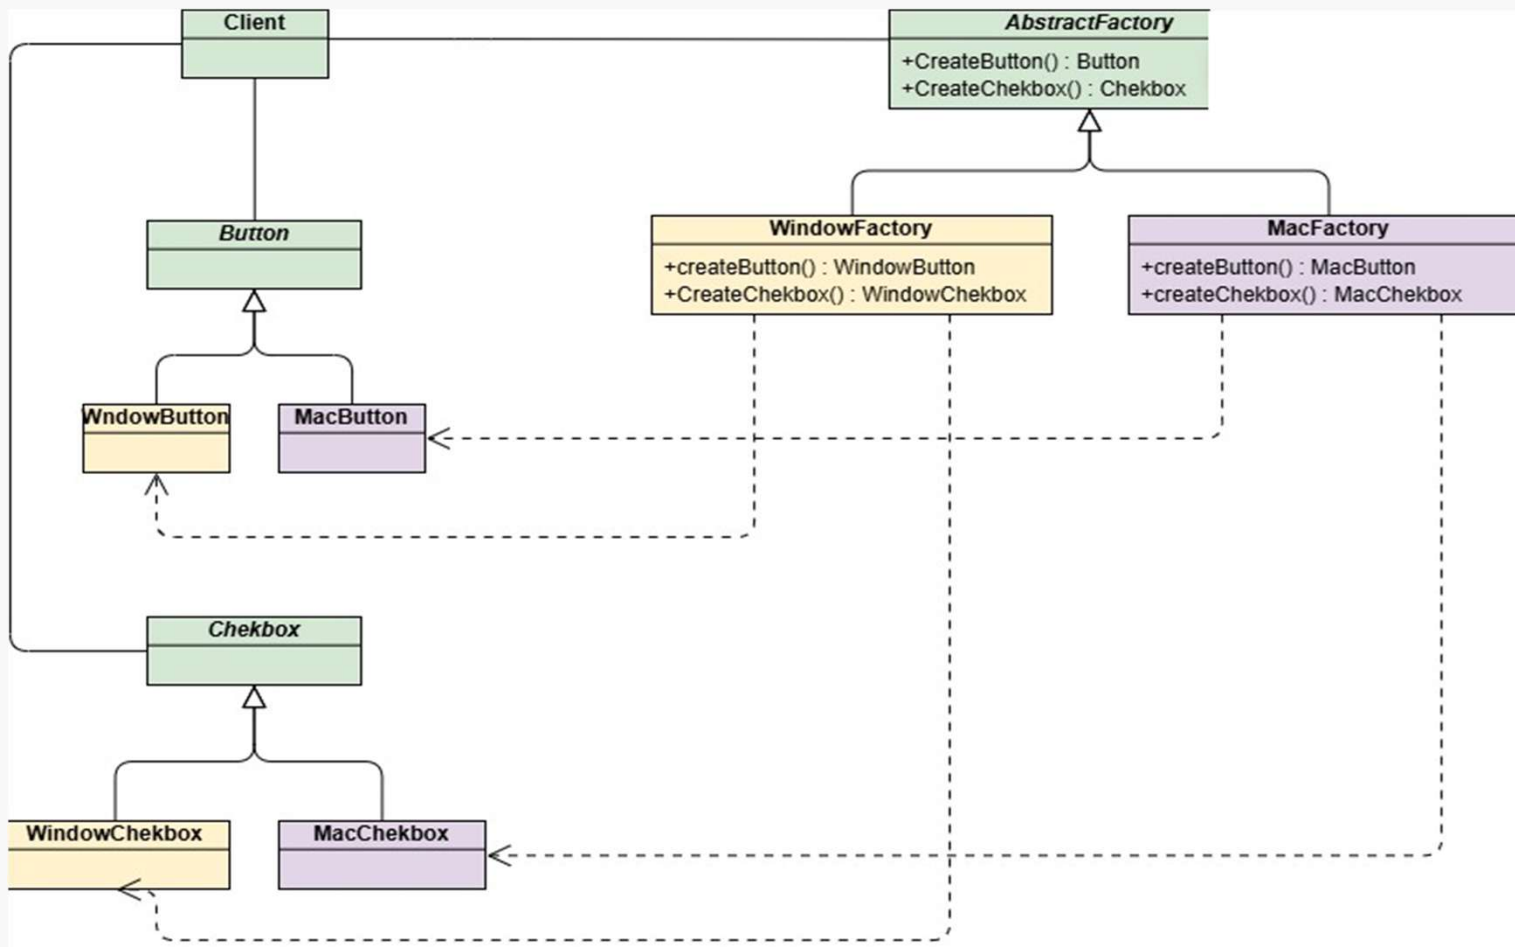 Client
AbstractFactory
+CreateButton() : Button
+CreateChekbox() : Chekbox
Button
WindowFactory
+createButton() : WindowButton
+CreateChekbox() : WindowChekbox
MacFactory
+createButton() : MacButton
+createChekbox() : MacChekbox
WndowButton
MacButton
Chekbox
WindowChekbox
MacChekbox